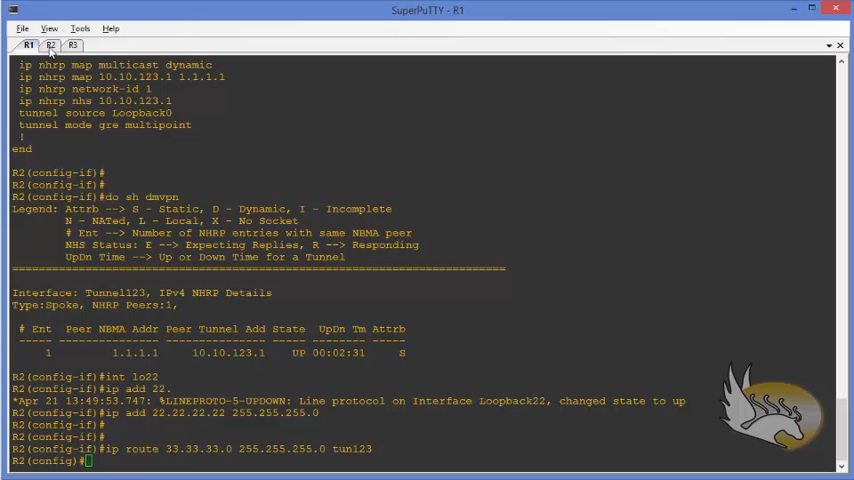 SuperPuTTY - R1
File View Tools Help
R1 R2 R3
ip nhrp map multicast dynamic
ip nhrp map 10.10.123.1 1.1.1.1
ip nhrp network-id 1
ip nhrp nhs 10.10.123.1
tunnel source Loopback0
tunnel mode gre multipoint
!
end
R2(config-if)#
R2(config-if)#
R2(config-if)#do sh dmvpn
Legend: Attrb --> S - Static, D - Dynamic, I - Incomplete
N - NATed, L - Local, X - No Socket
# Ent --> Number of NHRP entries with same NBMA peer
NHS Status: E --> Expecting Replies, R --> Responding
UpDn Time --> Up or Down Time for a Tunnel
==========================================================================
Interface: Tunnel123, IPv4 NHRP Details
Type:Spoke, NHRP Peers:1,
# Ent  Peer NBMA Addr Peer Tunnel Add State  UpDn Tm Attrb
----- --------------- --------------- ----- -------- -----
1 1.1.1.1 10.10.123.1 UP 00:02:31 S
R2(config-if)#int lo22
R2(config-if)#ip add 22.
*Apr 21 13:49:53.747: %LINEPROTO-5-UPDOWN: Line protocol on Interface Loopback22, changed state to up
R2(config-if)#ip add 22.22.22.22 255.255.255.0
R2(config-if)#
R2(config-if)#
R2(config-if)#ip route 33.33.33.0 255.255.255.0 tun123
R2(config)#